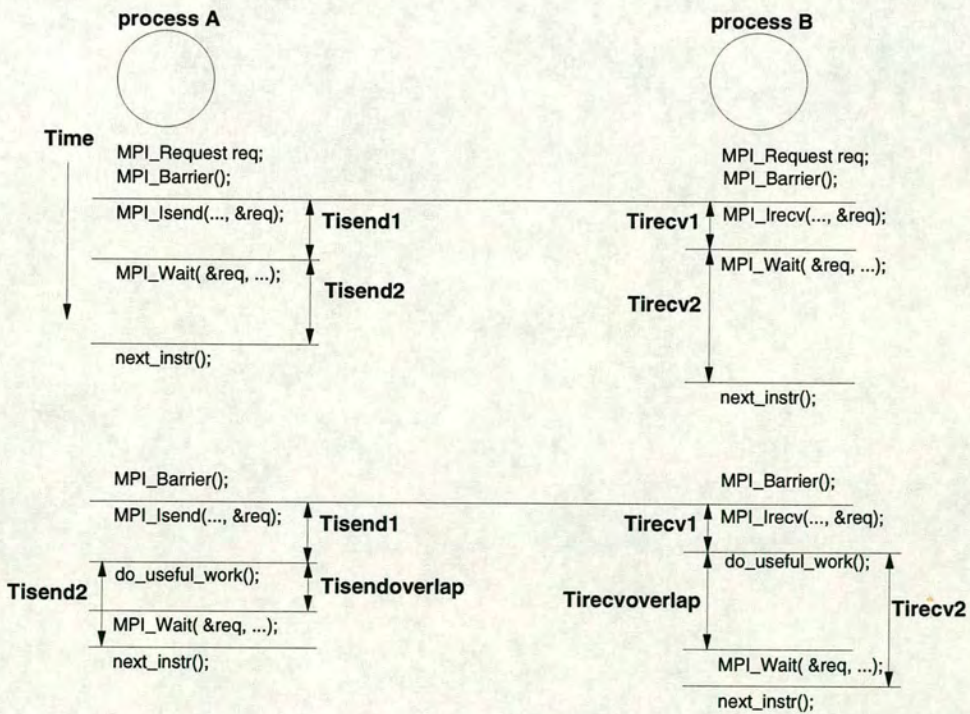 process A
process B
Time
MPI_Request req;
MPI_Barrier();
MPI_Request req;
MPI_Barrier();
MPI_Isend(..., &req);
Tisend1
Tirecv1
MPI_Irecv(..., &req);
MPI_Wait( &req, ...);
Tisend2
MPI_Wait( &req, ...);
Tirecv2
next_instr();
next_instr();
MPI_Barrier();
MPI_Barrier();
MPI_Isend(..., &req);
Tisend1
Tirecv1
MPI_Irecv(..., &req);
Tisend2
do_useful_work();
Tisendoverlap
do_useful_work();
Tirecvoverlap
Tirecv2
MPI_Wait( &req, ...);
next_instr();
MPI_Wait( &req, ...);
next_instr();